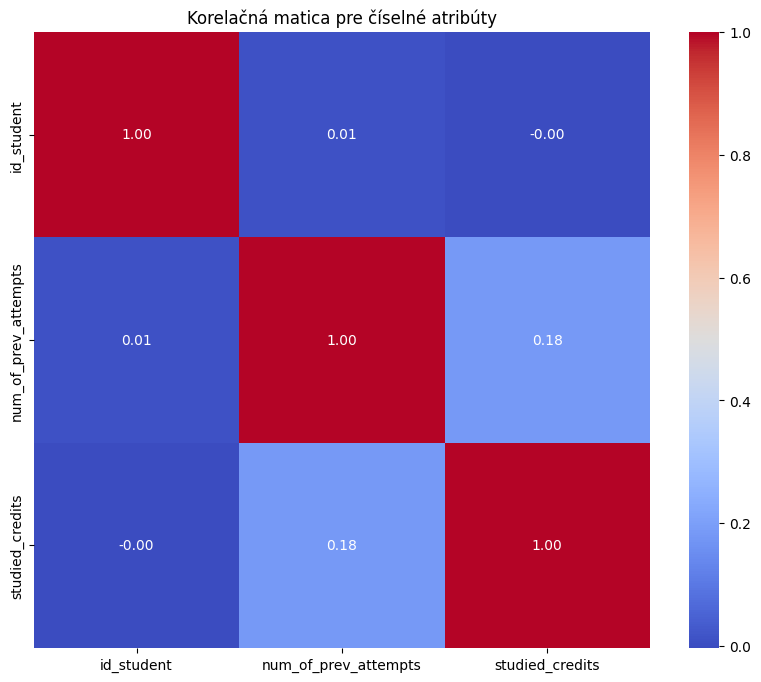 Korelačná matica pre číselné atribúty
id_student
1.00
0.01
-0.00
num_of_prev_attempts
0.01
1.00
0.18
studied_credits
-0.00
0.18
1.00
id_student
num_of_prev_attempts
studied_credits
1.0
0.8
0.6
0.4
0.2
0.0